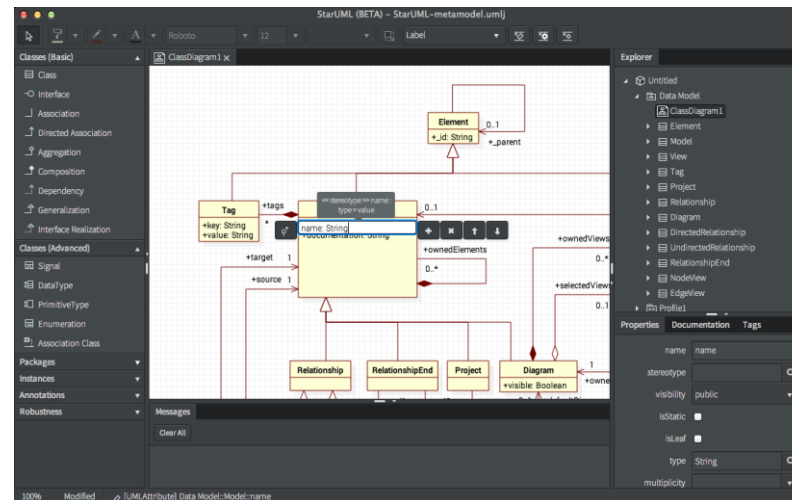 StarUML (BETA) – StarUML-metamodel.umlj
A
Roboto
12
Label
Classes (Basic)
Class
Interface
Association
Directed Association
Aggregation
Composition
Dependency
Generalization
Interface Realization
Classes (Advanced)
Signal
DataType
PrimitiveType
Enumeration
Association Class
Packages
Instances
Annotations
Robustness
ClassDiagram1 ×
Element
+_id: String
0..1
+_parent
Tag
+key: String
+value: String
+tags
*
<< stereotype >> name:
type = value
name: String
+documentation: String
0..1
+ownedElements
0..*
+target 1
+source 1
+ownedViews
0..*
+selectedViews
0..1
Relationship
RelationshipEnd
Project
Diagram
+visible: Boolean
1
+owne
Messages
Clear All
Explorer
Untitled
Data Model
ClassDiagram1
Element
Model
View
Tag
Project
Relationship
Diagram
DirectedRelationship
UndirectedRelationship
RelationshipEnd
NodeView
EdgeView
Profile1
Properties Documentation Tags
name name
stereotype
visibility public
isStatic
isLeaf
type String
multiplicity
100% Modified [UMLAttribute] Data Model::Model::name